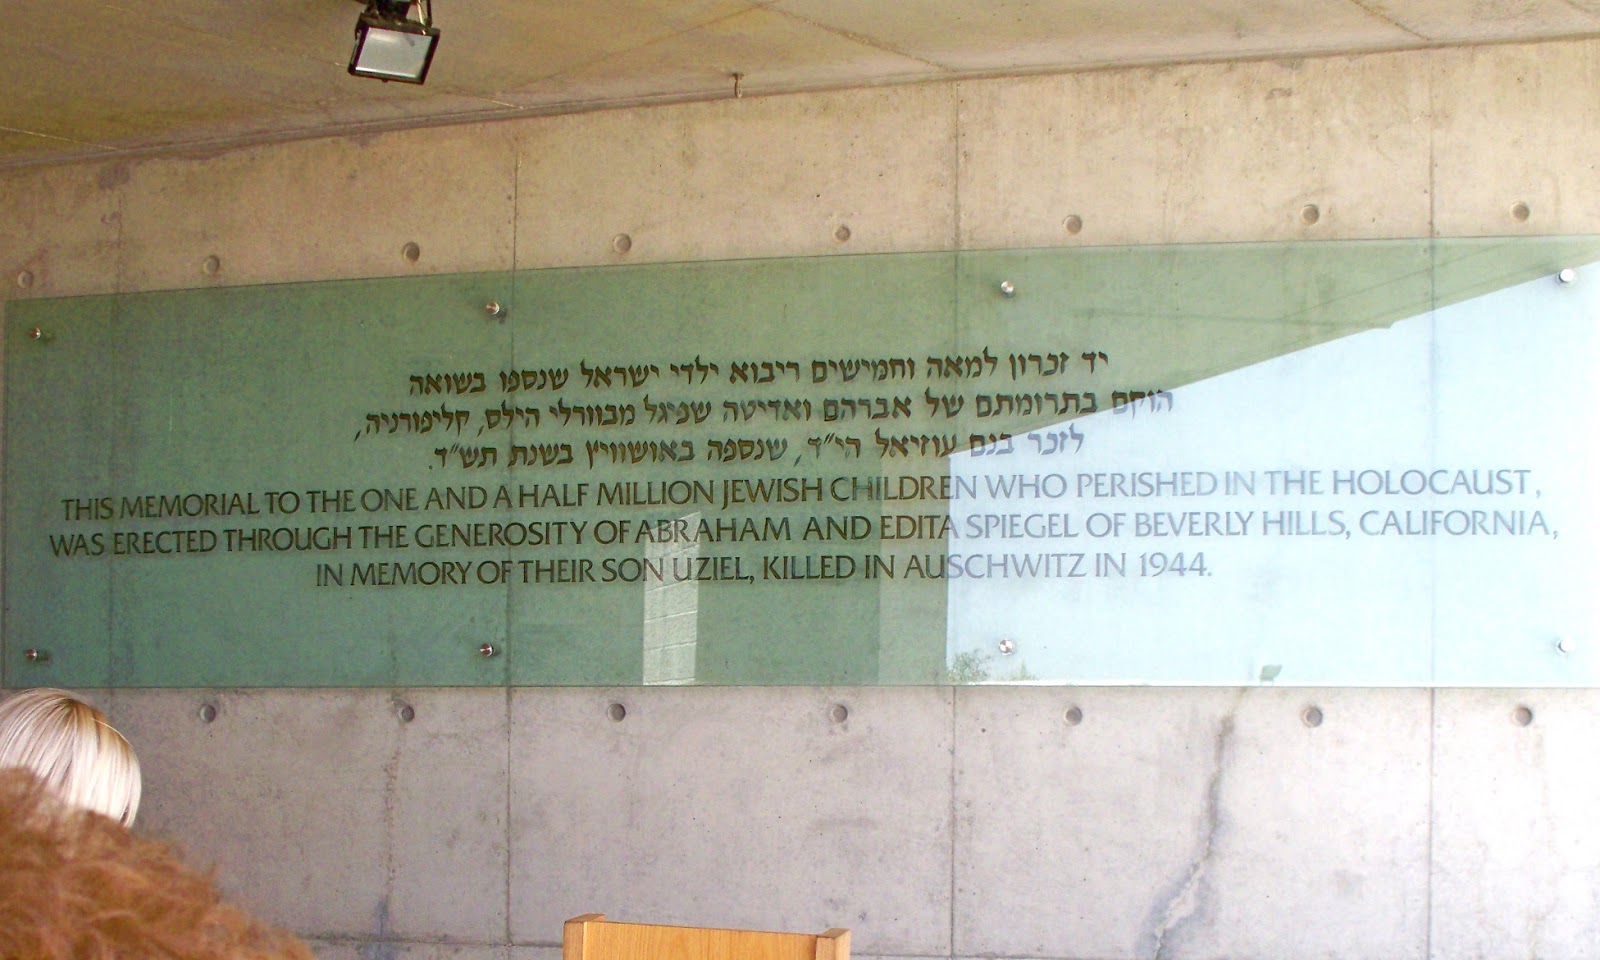 יד זכרון למאה וחמישים ריבוא ילדי ישראל שנספו בשואה
הוקם בתרומתם של אברהם ואדיטה שפיגל מבוורלי הילס, קליפורניה,
לזכר בנם עוזיאל הי״ד, שנספה באושוויץ בשנת תש״ד.
THIS MEMORIAL TO THE ONE AND A HALF MILLION JEWISH CHILDREN WHO PERISHED IN THE HOLOCAUST,
WAS ERECTED THROUGH THE GENEROSITY OF ABRAHAM AND EDITA SPIEGEL OF BEVERLY HILLS, CALIFORNIA,
IN MEMORY OF THEIR SON UZIEL, KILLED IN AUSCHWITZ IN 1944.